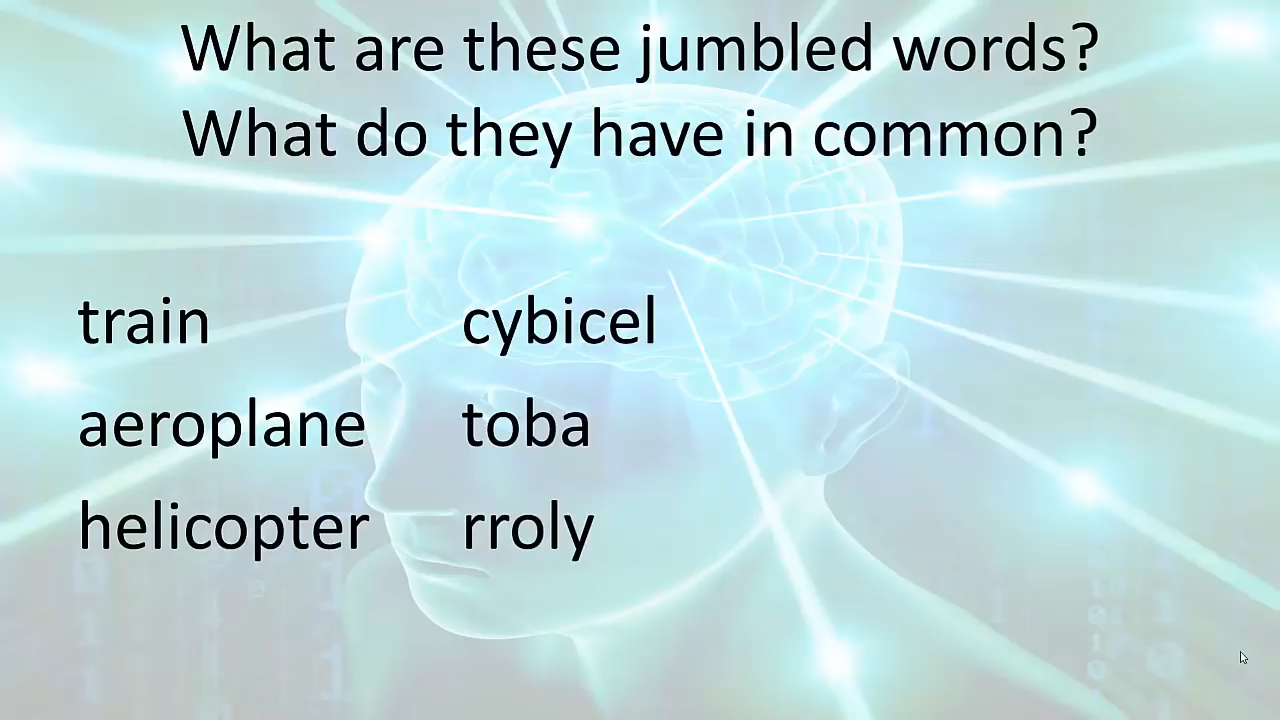 What are these jumbled words?
What do they have in common?
train cybicel
aeroplane toba
helicopter rroly